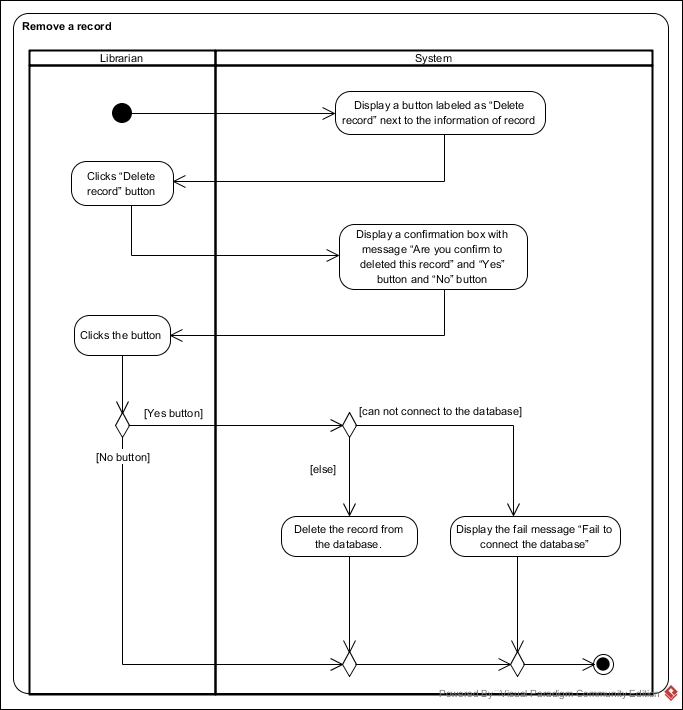 Remove a record
Librarian
System
Display a button labeled as “Delete
record” next to the information of record
Clicks “Delete
record” button
Display a confirmation box with
message “Are you confirm to
deleted this record” and “Yes”
button and “No” button
Clicks the button
[Yes button]
[can not connect to the database]
[No button]
[else]
Delete the record from
the database.
Display the fail message “Fail to
connect the database”
Powered By Visual Paradigm Community Edition